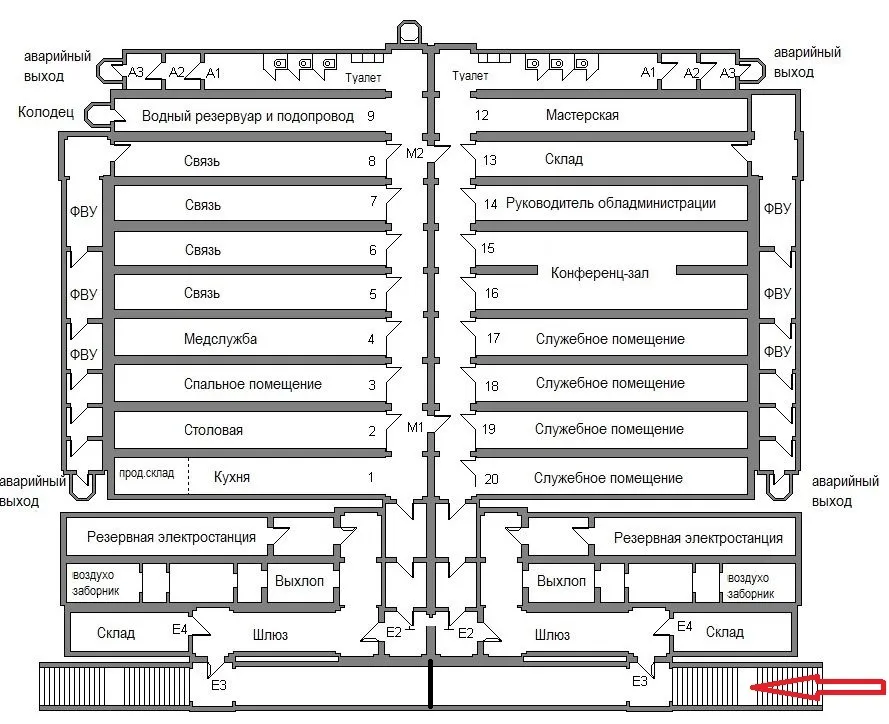 аварийный
выход
А3
А2
А1
Туалет
Туалет
А1
А2
А3
аварийный
выход
Колодец
Водный резервуар и подопровод 9
12 Мастерская
Связь 8
М2
13 Склад
ФВУ
Связь 7
14 Руководитель обладминистрации
ФВУ
Связь 6
15
Конференц-зал
ФВУ
Связь 5
16
ФВУ
ФВУ
Медслужба 4
17 Служебное помещение
ФВУ
Спальное помещение 3
18 Служебное помещение
Столовая 2
М1
19 Служебное помещение
аварийный
выход
прод.склад
Кухня 1
20 Служебное помещение
аварийный
выход
Резервная электростанция
Резервная электростанция
воздухо
заборник
Выхлоп
Выхлоп
воздухо
заборник
Склад
Е4
Шлюз
Е2
Е2
Шлюз
Е4
Склад
Е3
Е3